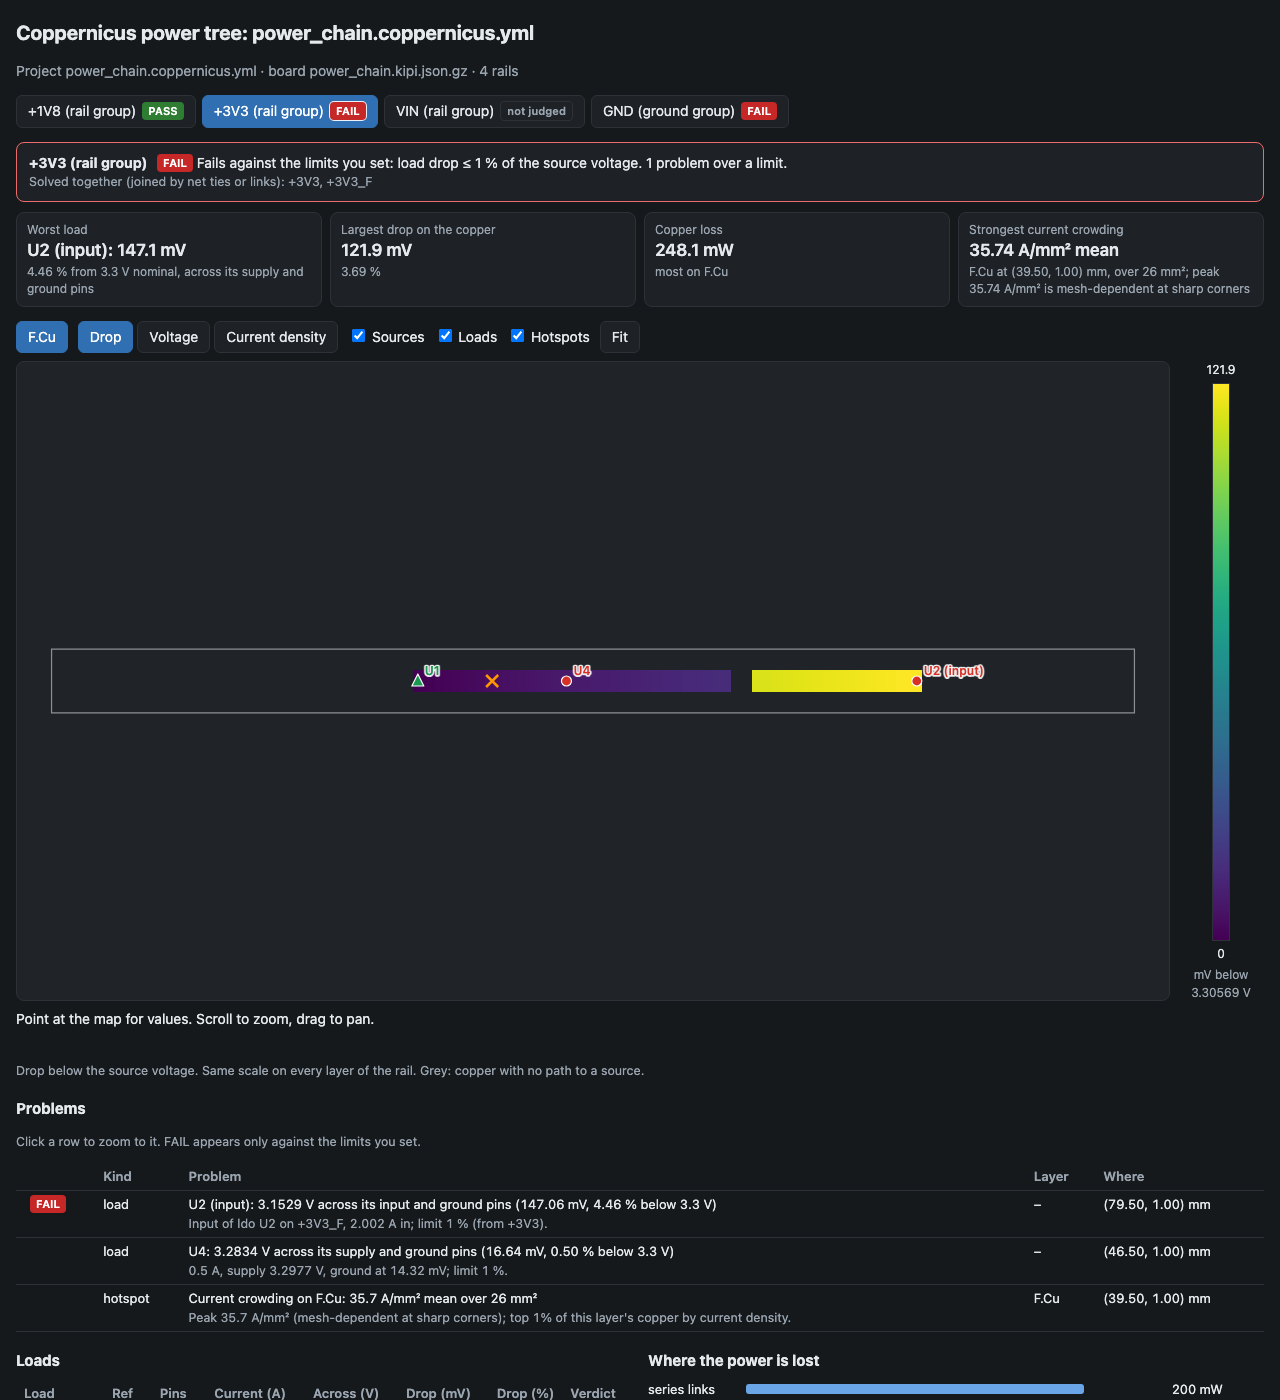 Coppernicus power tree: power_chain.coppernicus.yml
Project power_chain.coppernicus.yml · board power_chain.kipi.json.gz · 4 rails
+1V8 (rail group) PASS +3V3 (rail group) FAIL VIN (rail group) not judged GND (ground group) FAIL
+3V3 (rail group) FAIL Fails against the limits you set: load drop ≤ 1 % of the source voltage. 1 problem over a limit.
Solved together (joined by net ties or links): +3V3, +3V3_F
Worst load
U2 (input): 147.1 mV
4.46 % from 3.3 V nominal, across its supply and
ground pins
Largest drop on the copper
121.9 mV
3.69 %
Copper loss
248.1 mW
most on F.Cu
Strongest current crowding
35.74 A/mm² mean
F.Cu at (39.50, 1.00) mm, over 26 mm²; peak
35.74 A/mm² is mesh-dependent at sharp corners
F.Cu Drop Voltage Current density Sources Loads Hotspots Fit
121.9
U1 U4 U2 (input)
0
mV below
3.30569 V
Point at the map for values. Scroll to zoom, drag to pan.
Drop below the source voltage. Same scale on every layer of the rail. Grey: copper with no path to a source.
Problems
Click a row to zoom to it. FAIL appears only against the limits you set.
Kind Problem Layer Where
FAIL load U2 (input): 3.1529 V across its input and ground pins (147.06 mV, 4.46 % below 3.3 V) – (79.50, 1.00) mm
Input of ldo U2 on +3V3_F, 2.002 A in; limit 1 % (from +3V3).
load U4: 3.2834 V across its supply and ground pins (16.64 mV, 0.50 % below 3.3 V) – (46.50, 1.00) mm
0.5 A, supply 3.2977 V, ground at 14.32 mV; limit 1 %.
hotspot Current crowding on F.Cu: 35.7 A/mm² mean over 26 mm² F.Cu (39.50, 1.00) mm
Peak 35.7 A/mm² (mesh-dependent at sharp corners); top 1% of this layer's copper by current density.
Loads
Load Ref Pins Current (A) Across (V) Drop (mV) Drop (%) Verdict
Where the power is lost
series links 200 mW